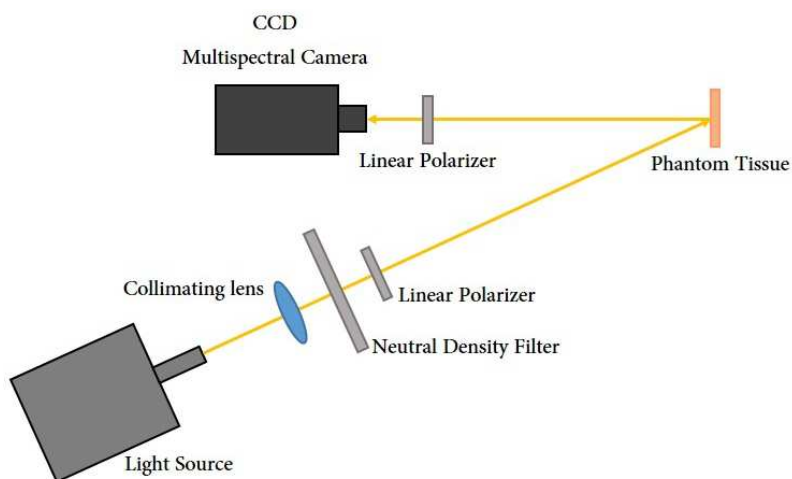 CCD
Multispectral Camera
Linear Polarizer
Phantom Tissue
Collimating lens
Linear Polarizer
Neutral Density Filter
Light Source